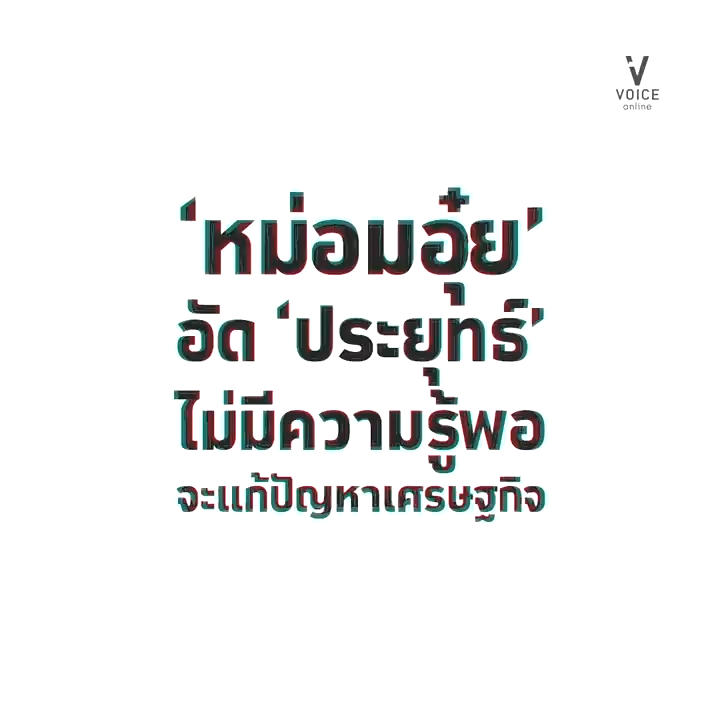 VOICE
online
‘หม่อมอุ๋ย’
อัด ‘ประยุทธ์’
ไม่มีความรู้พอ
จะแก้ปัญหาเศรษฐกิจ